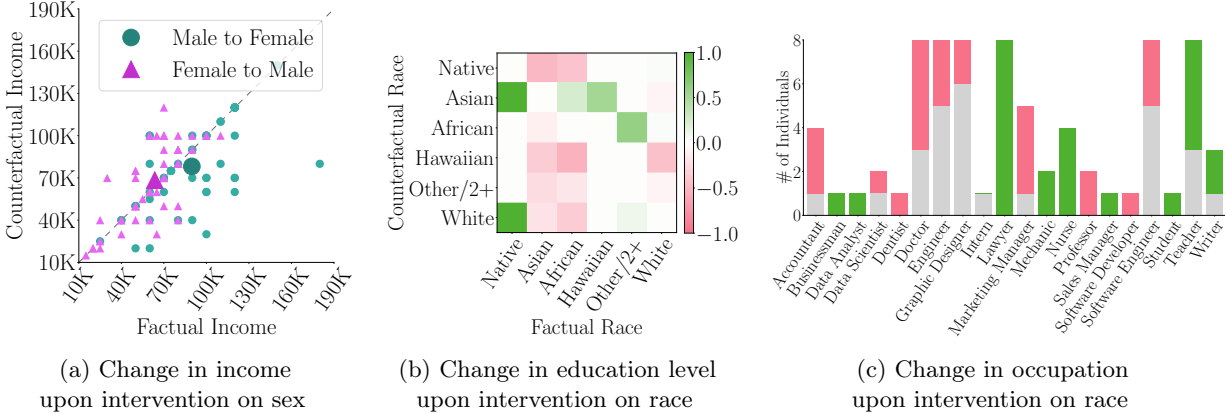 190K
160K
130K
100K
70K
40K
10K
Counterfactual Income
Male to Female
Female to Male
10K
40K
70K
100K
130K
160K
190K
Factual Income
(a) Change in income
upon intervention on sex
Counterfactual Race
Native
Asian
African
Hawaiian
Other/2+
White
Native
Asian
African
Hawaiian
Other/2+
White
Factual Race
1.0
0.5
0.0
−0.5
−1.0
(b) Change in education level
upon intervention on race
# of Individuals
8
6
4
2
0
Accountant
Businessman
Data Analyst
Data Scientist
Dentist
Doctor
Engineer
Graphic Designer
Intern
Lawyer
Marketing Manager
Mechanic
Nurse
Professor
Sales Manager
Software Developer
Software Engineer
Student
Teacher
Writer
(c) Change in occupation
upon intervention on race